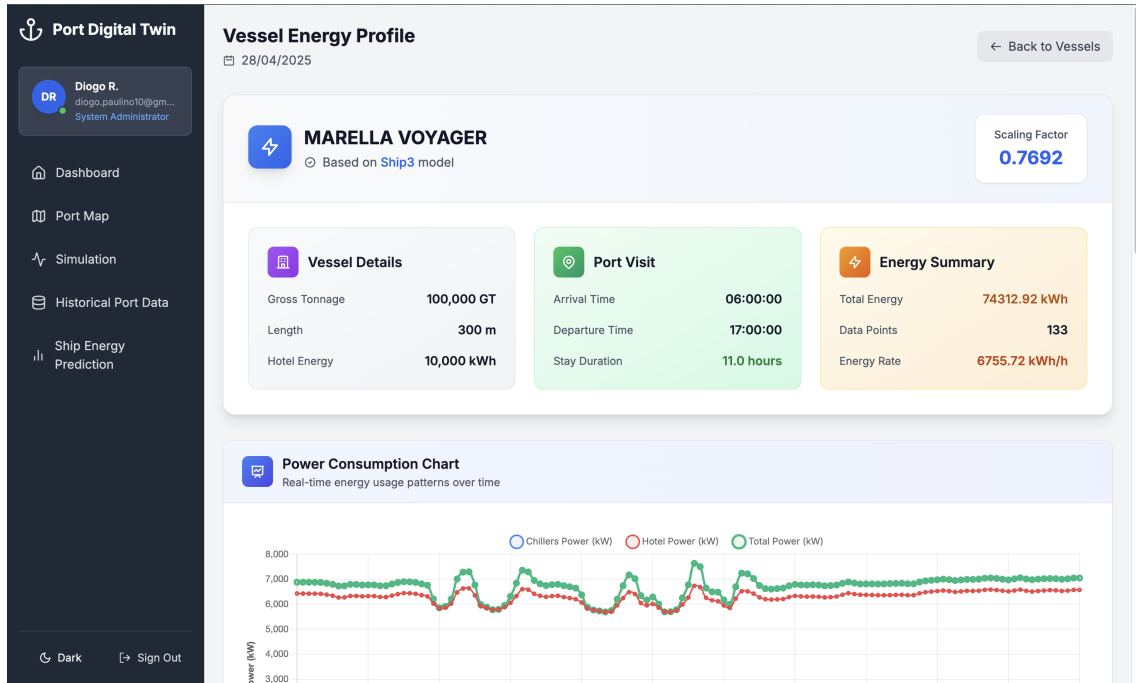 Port Digital Twin
DR
Diogo R.
diogo.paulino10@gm...
System Administrator
Dashboard
Port Map
Simulation
Historical Port Data
Ship Energy
Prediction
Dark
Sign Out
Vessel Energy Profile
28/04/2025
← Back to Vessels
MARELLA VOYAGER
Based on Ship3 model
Scaling Factor
0.7692
Vessel Details
Gross Tonnage 100,000 GT
Length 300 m
Hotel Energy 10,000 kWh
Port Visit
Arrival Time 06:00:00
Departure Time 17:00:00
Stay Duration 11.0 hours
Energy Summary
Total Energy 74312.92 kWh
Data Points 133
Energy Rate 6755.72 kWh/h
Power Consumption Chart
Real-time energy usage patterns over time
Chillers Power (kW) Hotel Power (kW) Total Power (kW)
8,000
7,000
6,000
5,000
4,000
3,000